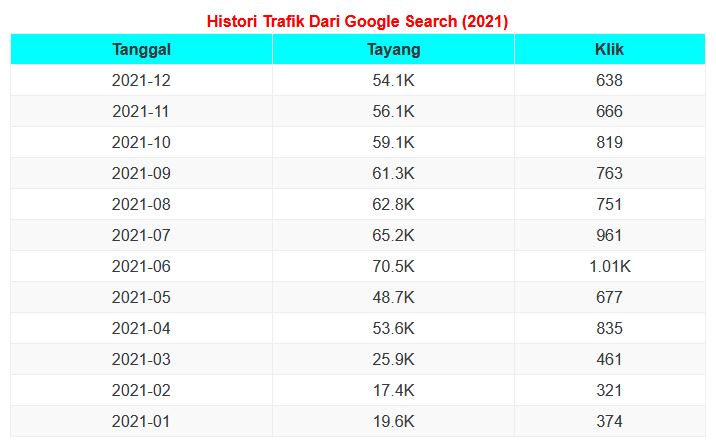 Histori Trafik Dari Google Search (2021)
Tanggal Tayang Klik
2021-12 54.1K 638
2021-11 56.1K 666
2021-10 59.1K 819
2021-09 61.3K 763
2021-08 62.8K 751
2021-07 65.2K 961
2021-06 70.5K 1.01K
2021-05 48.7K 677
2021-04 53.6K 835
2021-03 25.9K 461
2021-02 17.4K 321
2021-01 19.6K 374